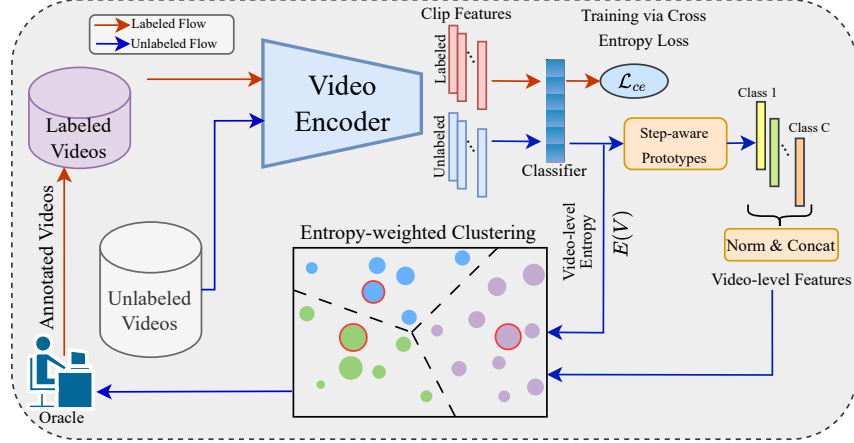 Labeled Flow
Unlabeled Flow
Clip Features
Training via Cross
Entropy Loss
Labeled
Unlabeled
Video
Encoder
Labeled
Videos
Classifier
ℒce
Step-aware
Prototypes
Class 1
Class C
Norm & Concat
Video-level Features
Video-level
Entropy
E(V)
Entropy-weighted Clustering
Unlabeled
Videos
Annotated Videos
Oracle